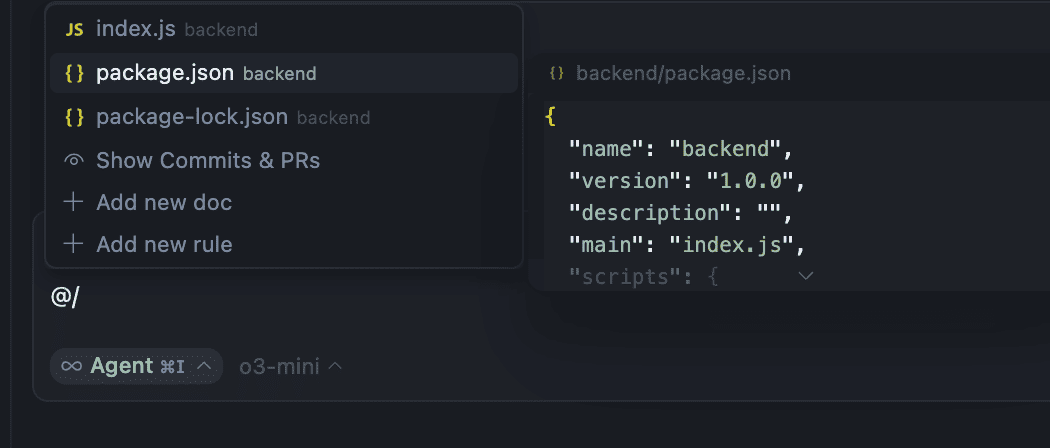 JS index.js backend
{} package.json backend
{} package-lock.json backend
Show Commits & PRs
+ Add new doc
+ Add new rule
{} backend/package.json
{
"name": "backend",
"version": "1.0.0",
"description": "",
"main": "index.js",
"scripts": {
@/
∞ Agent ⌘I o3-mini